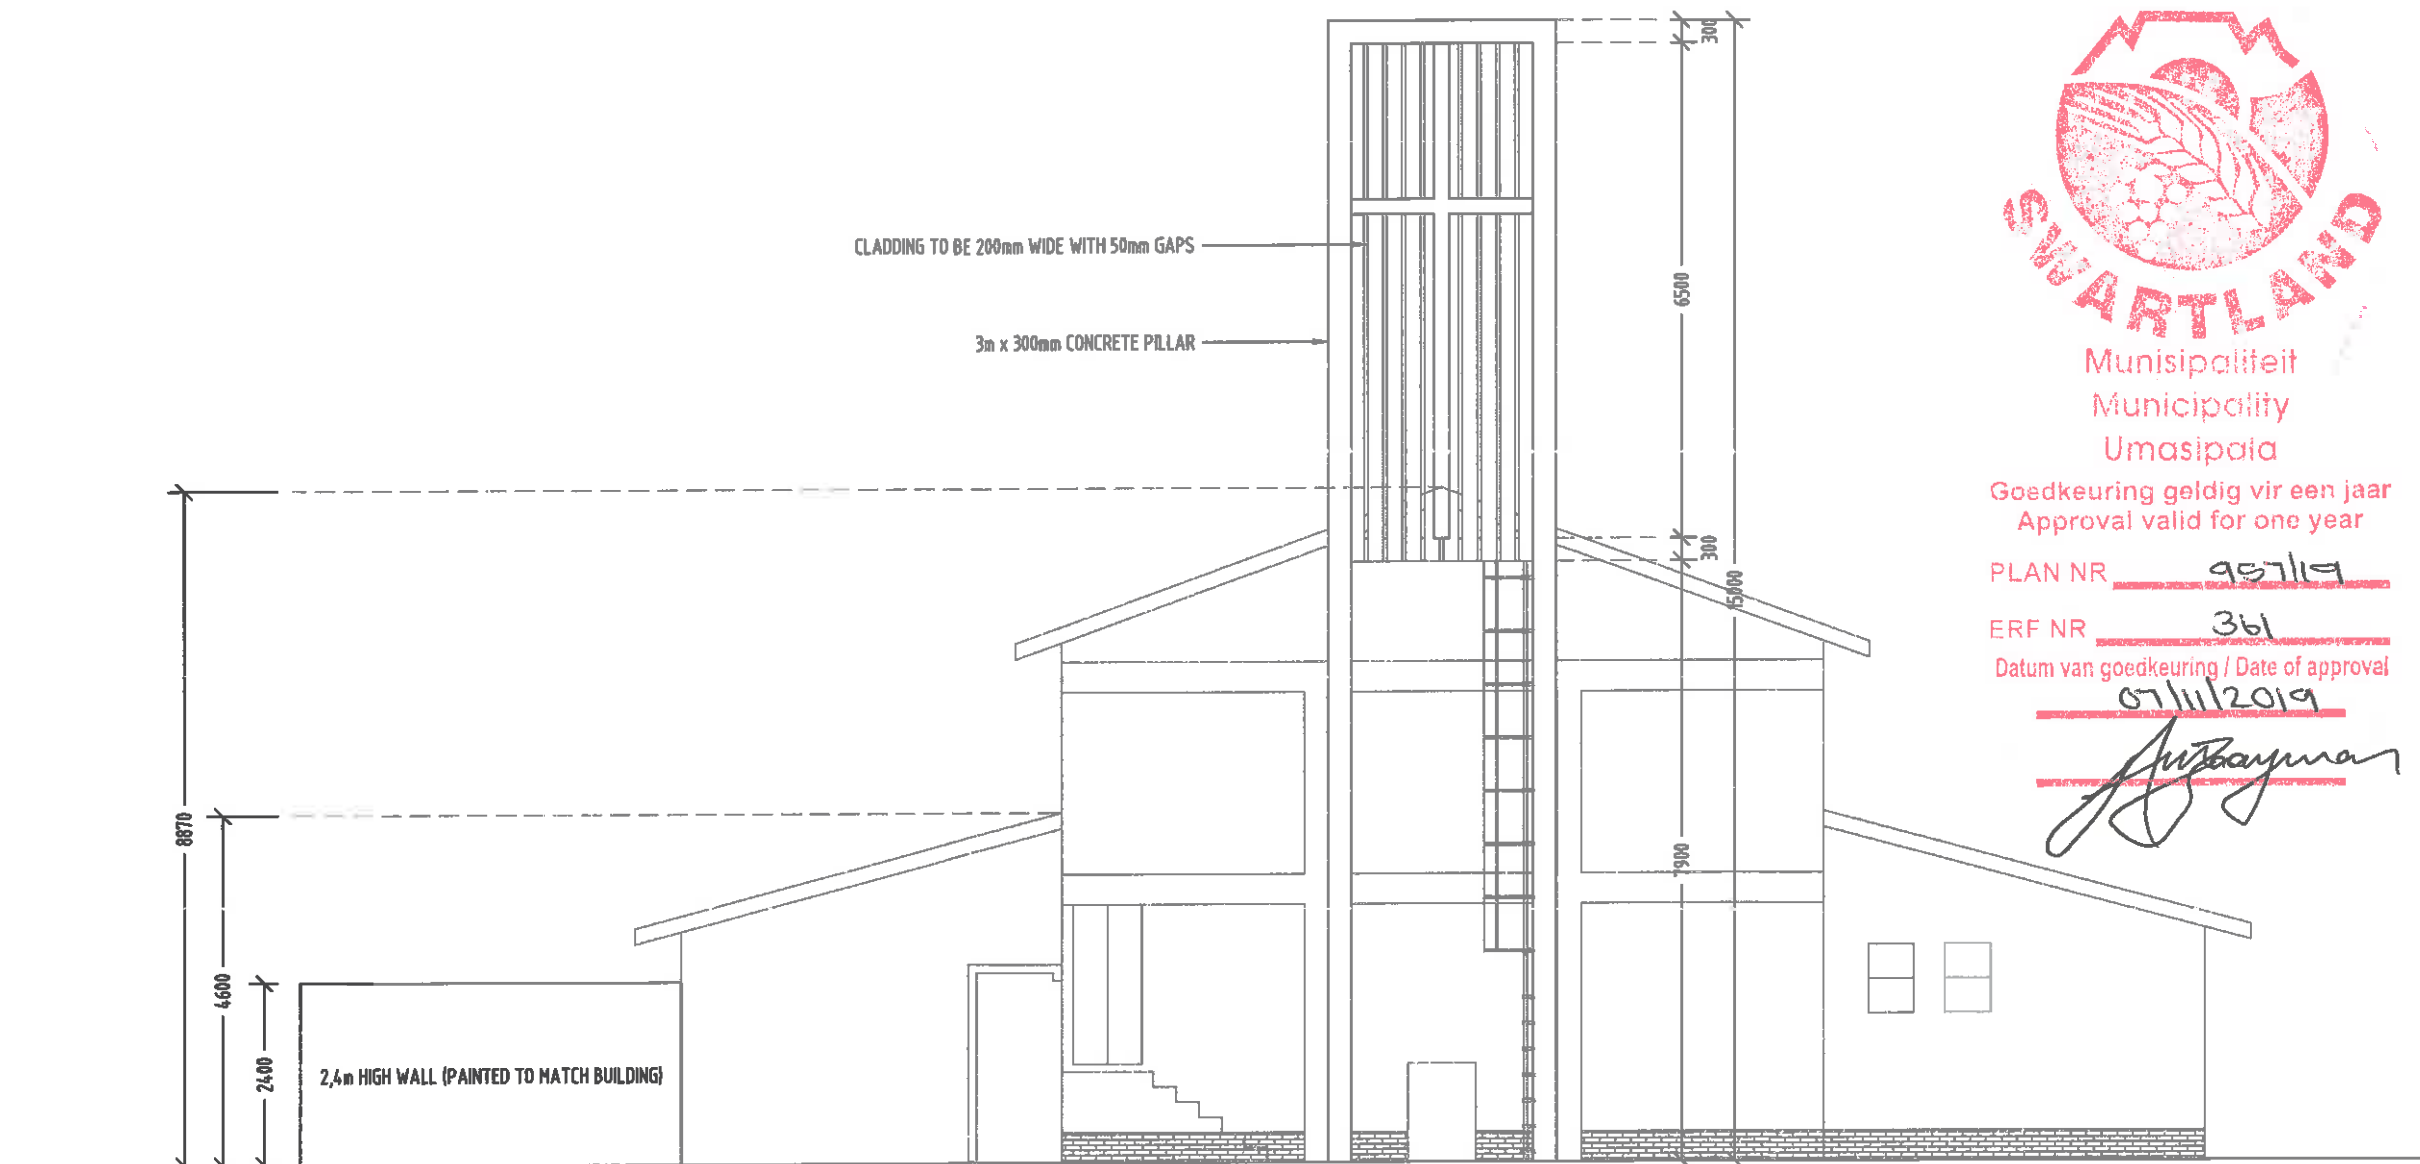 300
CLADDING TO BE 200mm WIDE WITH 50mm GAPS
6500
3m x 300mm CONCRETE PILLAR
300
15000
8870
7900
4600
2400
2,4m HIGH WALL (PAINTED TO MATCH BUILDING)
SWARTLAND
Munisipaliteit
Municipality
Umasipala
Goedkeuring geldig vir een jaar
Approval valid for one year
PLAN NR 957/19
ERF NR 361
Datum van goedkeuring / Date of approval
07/11/2019